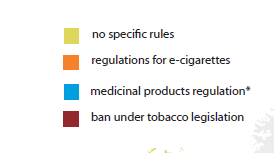 no specific rules
regulations for e-cigarettes
medicinal products regulation*
ban under tobacco legislation